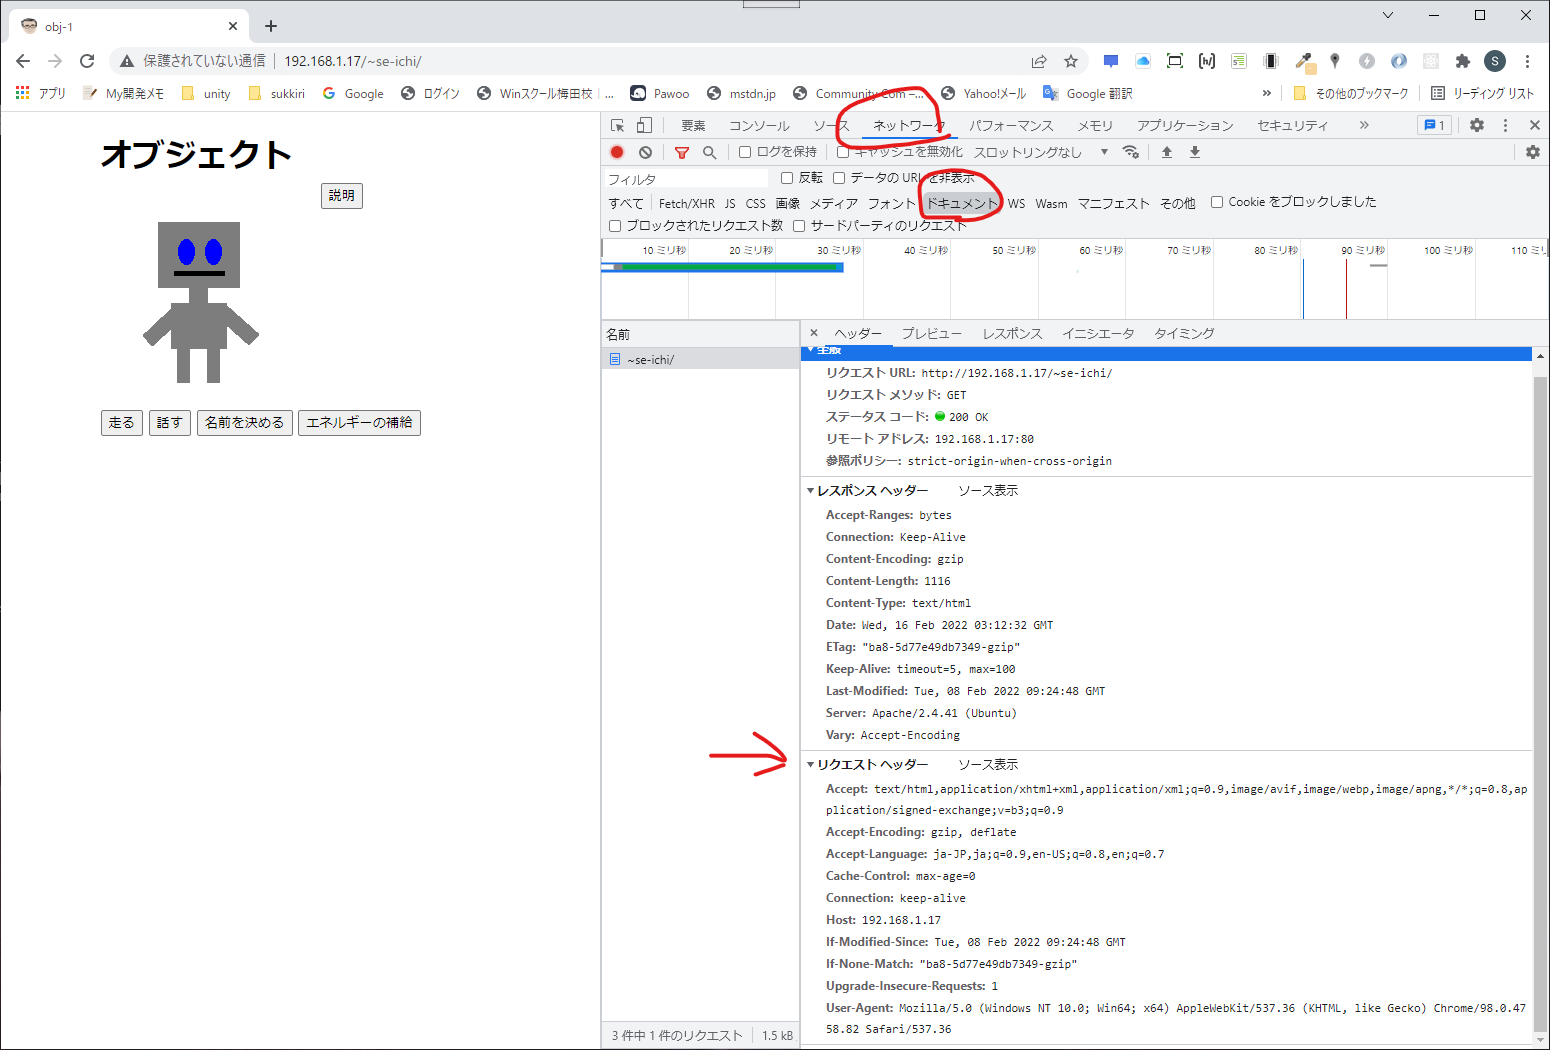 obj-1
保護されていない通信 192.168.1.17/~se-ichi/
S
アプリ My開発メモ unity sukkiri Google ログイン Winスクール梅田校 | ... Pawoo mstdn.jp Community.Com –... Yahoo!メール Google 翻訳 » その他のブックマーク リーディング リスト
オブジェクト
説明
走る 話す 名前を決める エネルギーの補給
要素 コンソール ソース ネットワーク パフォーマンス メモリ アプリケーション セキュリティ » 1
ログを保持 キャッシュを無効化 スロットリングなし
フィルタ 反転 データの URL を非表示
すべて Fetch/XHR JS CSS 画像 メディア フォント ドキュメント WS Wasm マニフェスト その他 Cookie をブロックしました
ブロックされたリクエスト数 サードパーティのリクエスト
10 ミリ秒 20 ミリ秒 30 ミリ秒 40 ミリ秒 50 ミリ秒 60 ミリ秒 70 ミリ秒 80 ミリ秒 90 ミリ秒 100 ミリ秒 110 ミリ
名前
~se-ichi/
3 件中 1 件のリクエスト 1.5 kB
× ヘッダー プレビュー レスポンス イニシエータ タイミング
全般
リクエスト URL: http://192.168.1.17/~se-ichi/
リクエスト メソッド: GET
ステータス コード: 200 OK
リモート アドレス: 192.168.1.17:80
参照ポリシー: strict-origin-when-cross-origin
レスポンス ヘッダー ソース表示
Accept-Ranges: bytes
Connection: Keep-Alive
Content-Encoding: gzip
Content-Length: 1116
Content-Type: text/html
Date: Wed, 16 Feb 2022 03:12:32 GMT
ETag: "ba8-5d77e49db7349-gzip"
Keep-Alive: timeout=5, max=100
Last-Modified: Tue, 08 Feb 2022 09:24:48 GMT
Server: Apache/2.4.41 (Ubuntu)
Vary: Accept-Encoding
リクエスト ヘッダー ソース表示
Accept: text/html,application/xhtml+xml,application/xml;q=0.9,image/avif,image/webp,image/apng,*/*;q=0.8,ap
plication/signed-exchange;v=b3;q=0.9
Accept-Encoding: gzip, deflate
Accept-Language: ja-JP,ja;q=0.9,en-US;q=0.8,en;q=0.7
Cache-Control: max-age=0
Connection: keep-alive
Host: 192.168.1.17
If-Modified-Since: Tue, 08 Feb 2022 09:24:48 GMT
If-None-Match: "ba8-5d77e49db7349-gzip"
Upgrade-Insecure-Requests: 1
User-Agent: Mozilla/5.0 (Windows NT 10.0; Win64; x64) AppleWebKit/537.36 (KHTML, like Gecko) Chrome/98.0.47
58.82 Safari/537.36